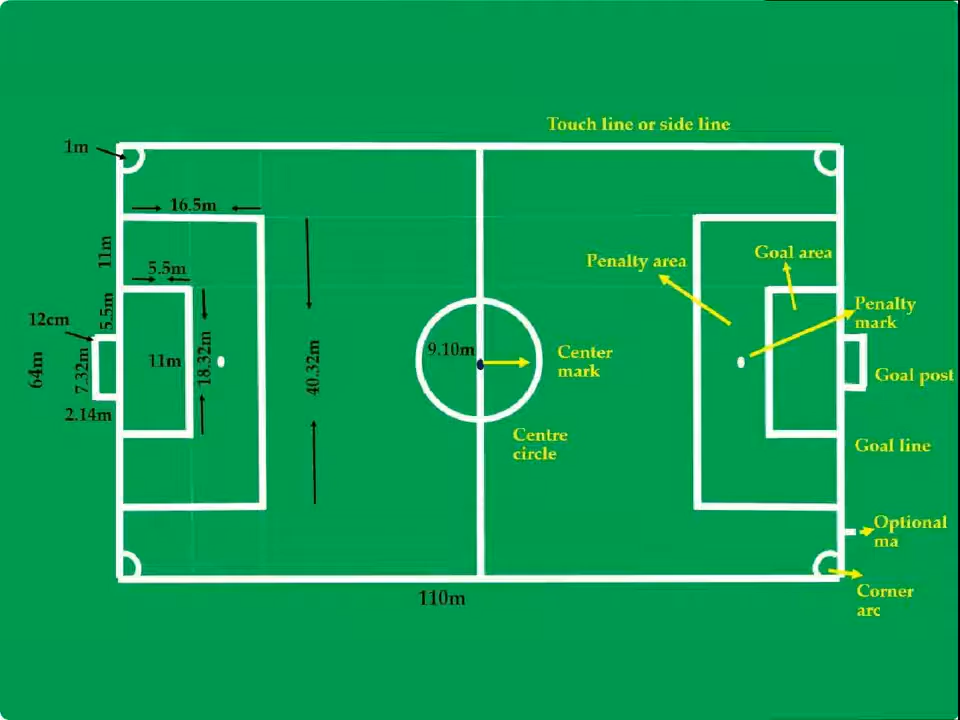 Touch line or side line
1m
16.5m
11m
5.5m
Penalty area
Goal area
5.5m
Penalty
mark
12cm
64m
7.32m
11m
18.32m
40.32m
9.10m
Center
mark
Goal post
2.14m
Centre
circle
Goal line
Optional
ma
110m
Corner
arc